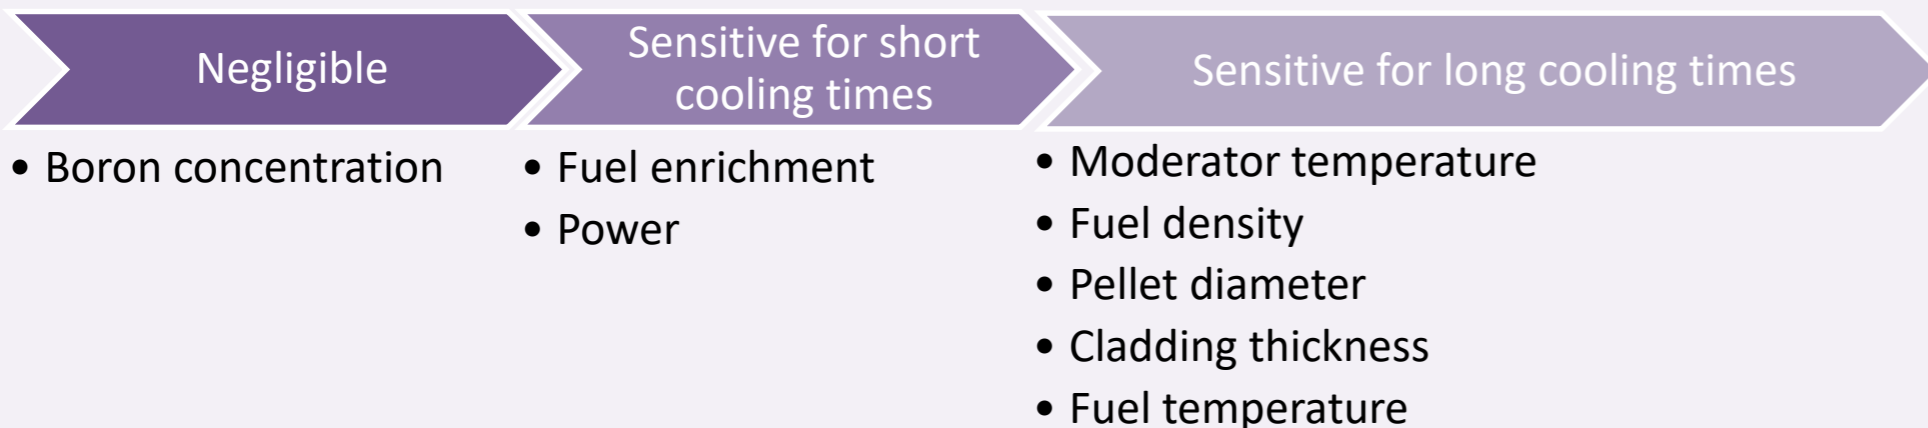 Negligible
• Boron concentration
Sensitive for short
cooling times
• Fuel enrichment
• Power
Sensitive for long cooling times
• Moderator temperature
• Fuel density
• Pellet diameter
• Cladding thickness
• Fuel temperature